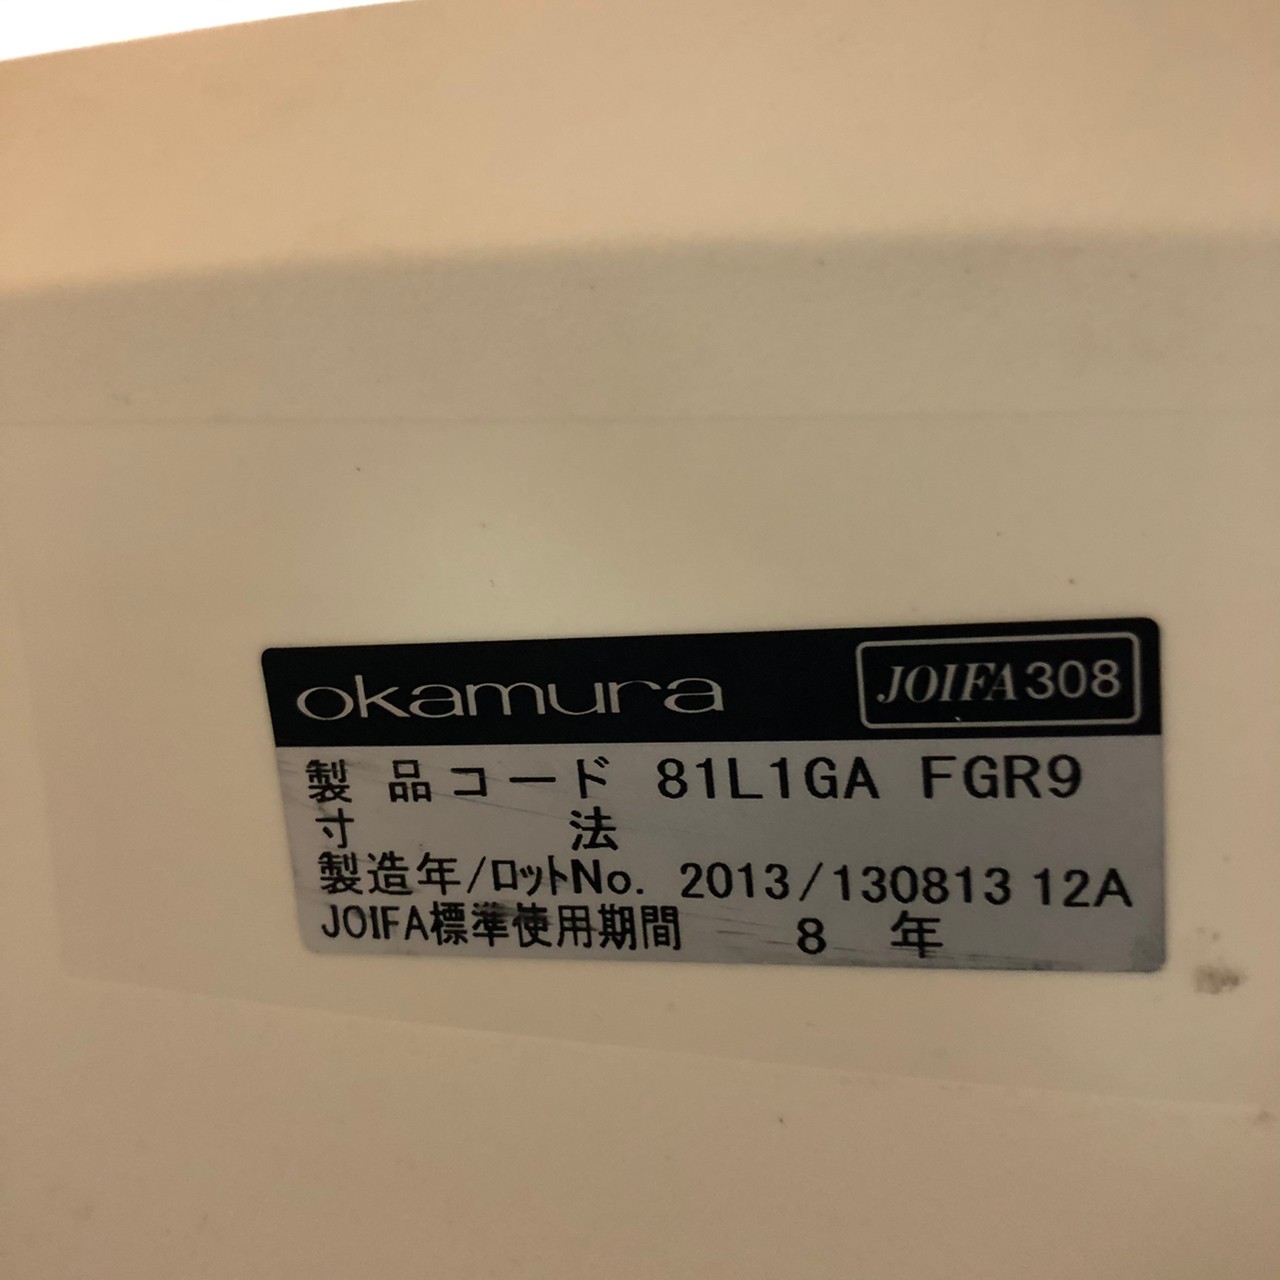 okamura JOIFA308
製品コード 81L1GA FGR9
寸法
製造年/ロットNo. 2013/130813 12A
JOIFA標準使用期間 8 年